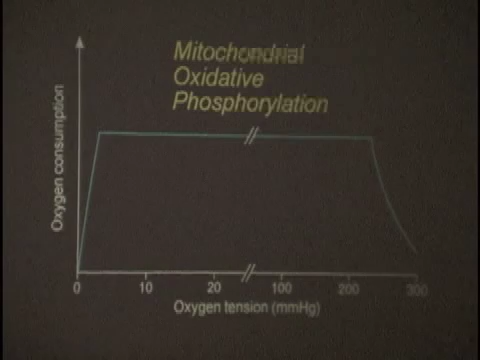 Mitochondrial
Oxidative
Phosphorylation
Oxygen consumption
0 10 20 100 200 300
Oxygen tension (mmHg)